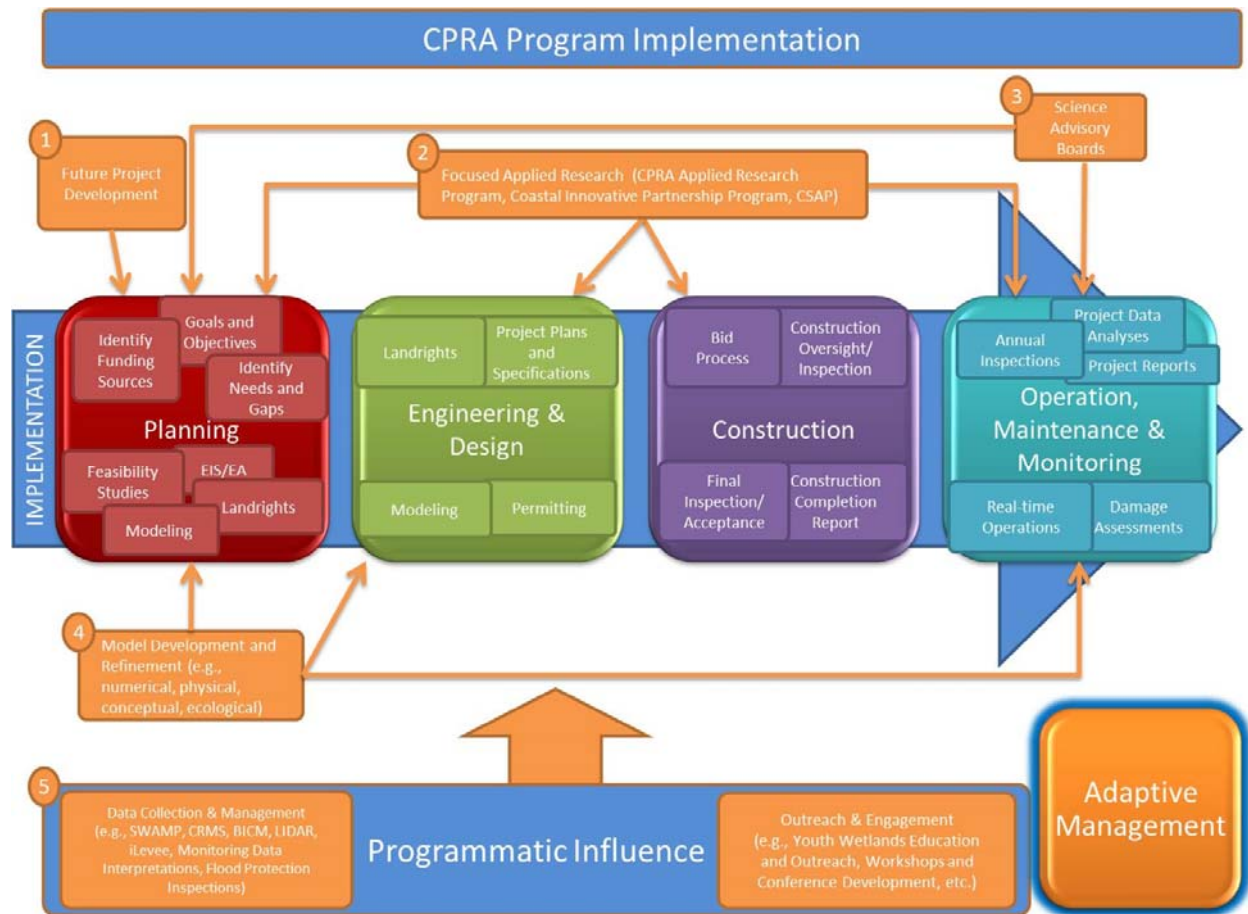 CPRA Program Implementation
1
Future Project
Development
2
Focused Applied Research (CPRA Applied Research
Program, Coastal Innovative Partnership Program, CSAP)
3
Science
Advisory
Boards
IMPLEMENTATION
Identify
Funding
Sources
Goals and
Objectives
Identify
Needs and
Gaps
Planning
Feasibility
Studies
EIS/EA
Landrights
Modeling
Landrights
Project Plans
and
Specifications
Engineering &
Design
Modeling
Permitting
Bid
Process
Construction
Oversight/
Inspection
Construction
Final
Inspection/
Acceptance
Construction
Completion
Report
Annual
Inspections
Project Data
Analyses
Project Reports
Operation,
Maintenance &
Monitoring
Real-time
Operations
Damage
Assessments
4
Model Development and
Refinement (e.g.,
numerical, physical,
conceptual, ecological)
5
Data Collection & Management
(e.g., SWAMP, CRMS, BICM, LIDAR,
iLevee, Monitoring Data
Interpretations, Flood Protection
Inspections)
Programmatic Influence
Outreach & Engagement
(e.g., Youth Wetlands Education
and Outreach, Workshops and
Conference Development, etc.)
Adaptive
Management